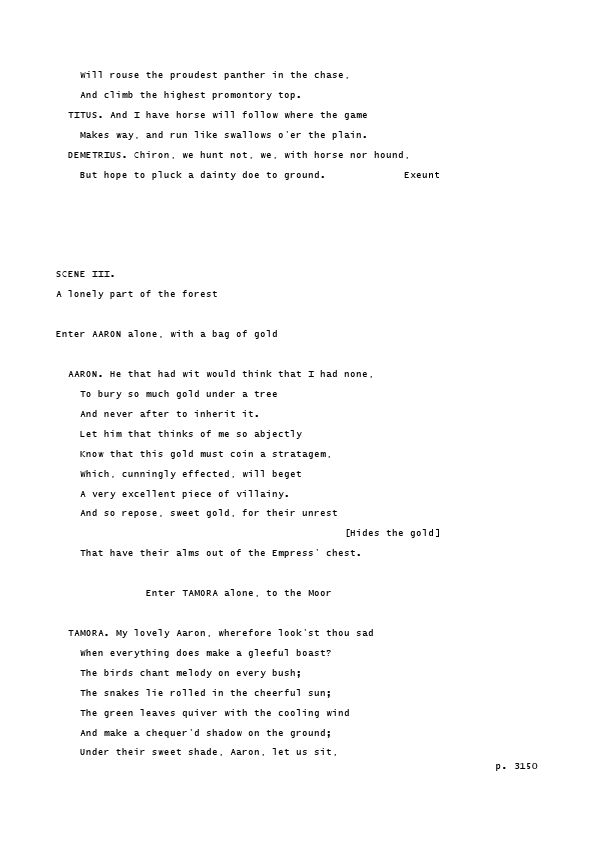 Will rouse the proudest panther in the chase,
And climb the highest promontory top.
TITUS. And I have horse will follow where the game
Makes way, and run like swallows o'er the plain.
DEMETRIUS. Chiron, we hunt not, we, with horse nor hound,
But hope to pluck a dainty doe to ground. Exeunt
SCENE III.
A lonely part of the forest
Enter AARON alone, with a bag of gold
AARON. He that had wit would think that I had none,
To bury so much gold under a tree
And never after to inherit it.
Let him that thinks of me so abjectly
Know that this gold must coin a stratagem,
Which, cunningly effected, will beget
A very excellent piece of villainy.
And so repose, sweet gold, for their unrest
[Hides the gold]
That have their alms out of the Empress' chest.
Enter TAMORA alone, to the Moor
TAMORA. My lovely Aaron, wherefore look'st thou sad
When everything does make a gleeful boast?
The birds chant melody on every bush;
The snakes lie rolled in the cheerful sun;
The green leaves quiver with the cooling wind
And make a chequer'd shadow on the ground;
Under their sweet shade, Aaron, let us sit,
p. 3150